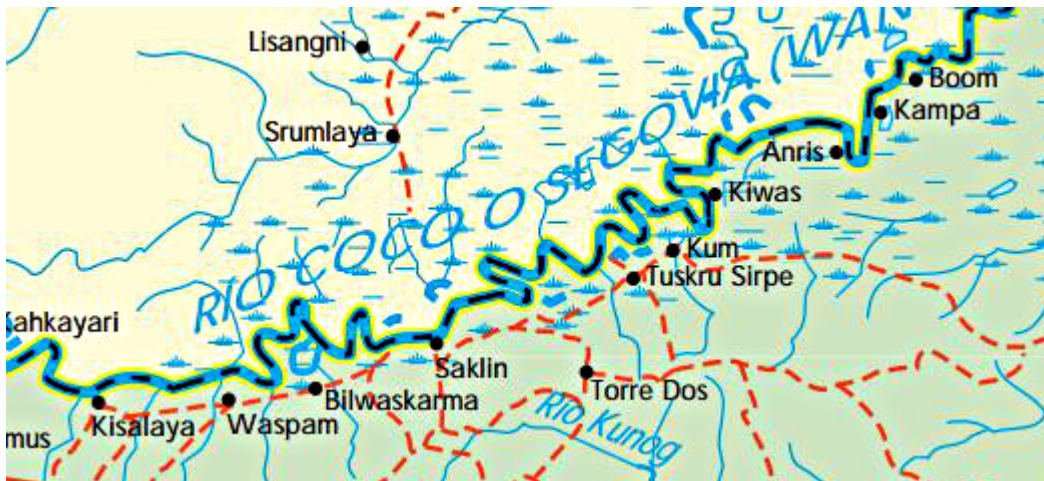 Lisangni
Srumlaya
RIO COCO O SEGOVIA (WAN
Boom
Kampa
Anris
Kiwas
Kum
Tuskru Sirpe
Kahkayari
Saklin
Torre Dos
Bilwaskarma
Waspam
Kisalaya
Rio Kunog
mus